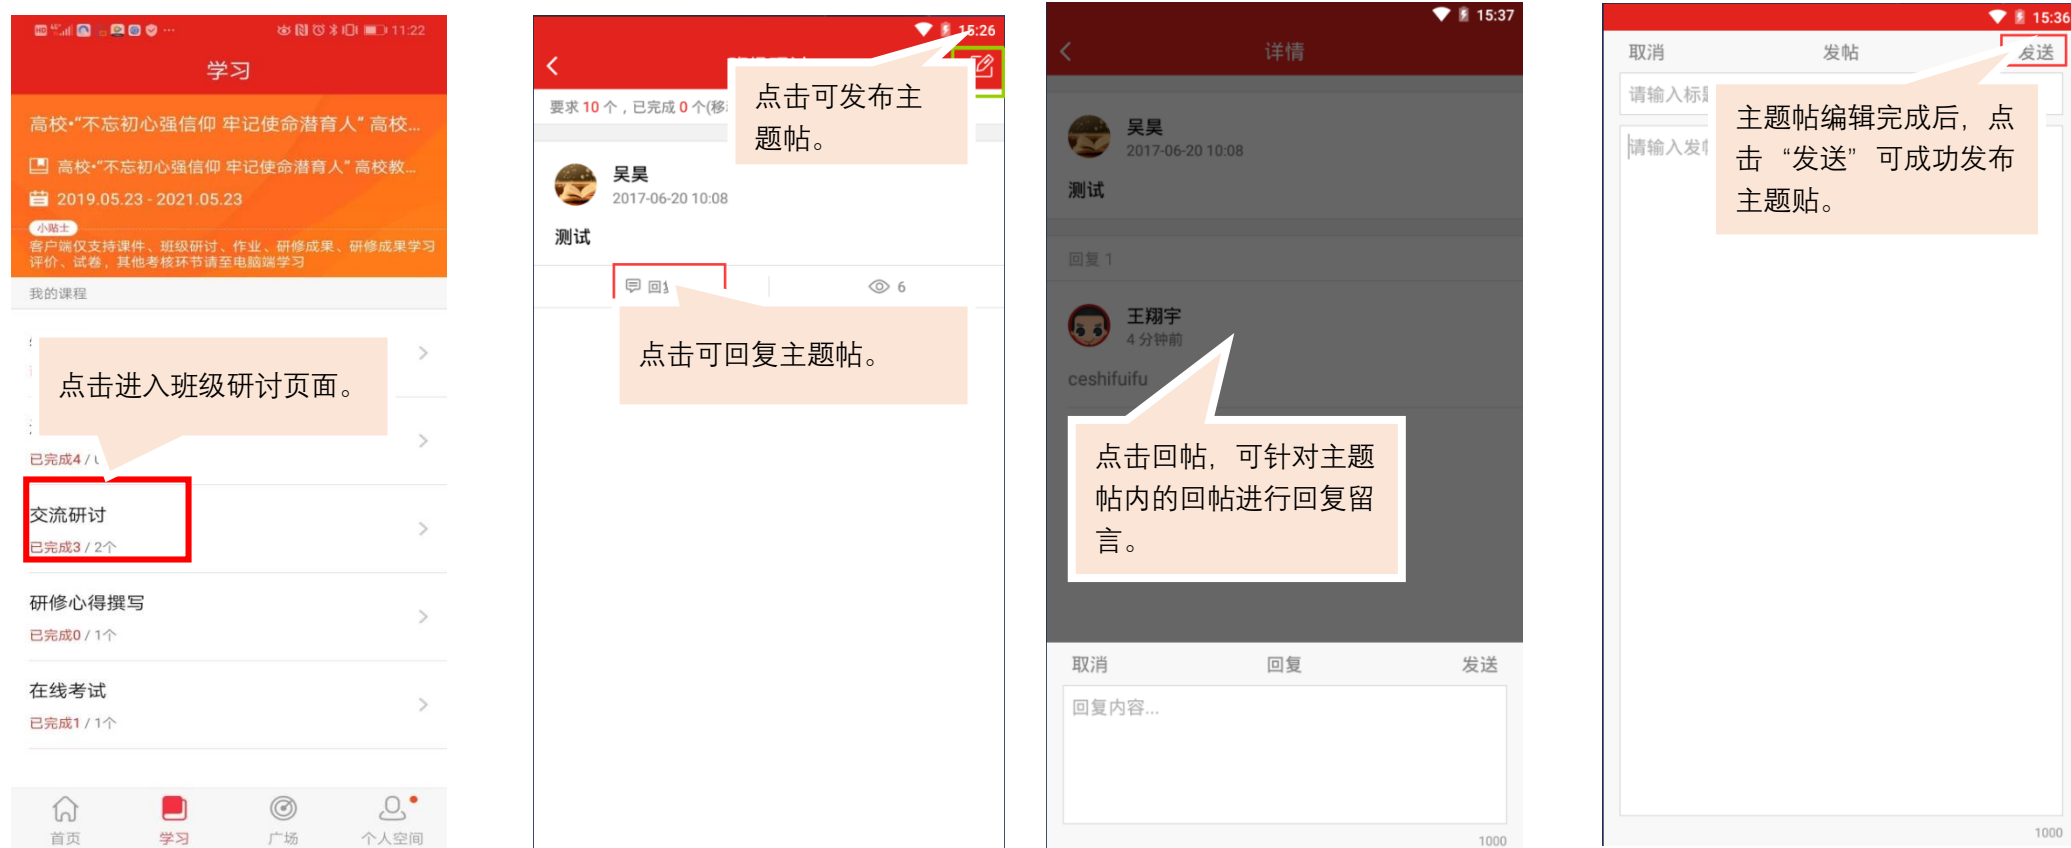 11:22
学习
高校•“不忘初心强信仰 牢记使命潜育人” 高校...
高校•“不忘初心强信仰 牢记使命潜育人” 高校教...
2019.05.23 - 2021.05.23
小贴士
客户端仅支持课件、班级研讨、作业、研修成果、研修成果学习
评价、试卷，其他考核环节请至电脑端学习
我的课程
点击进入班级研讨页面。
已完成4 /
交流研讨
已完成3 / 2个
研修心得撰写
已完成0 / 1个
在线考试
已完成1 / 1个
首页
学习
广场
个人空间
15:26
点击可发布主
题帖。
要求 10 个，已完成 0 个(移
吴昊
2017-06-20 10:08
测试
回
6
点击可回复主题帖。
15:37
详情
吴昊
2017-06-20 10:08
测试
回复 1
王翔宇
4 分钟前
ceshifuifu
点击回帖，可针对主题
帖内的回帖进行回复留
言。
取消
回复
发送
回复内容...
1000
15:36
取消
发帖
发送
请输入标题
请输入发
主题帖编辑完成后，点
击“发送”可成功发布
主题贴。
1000